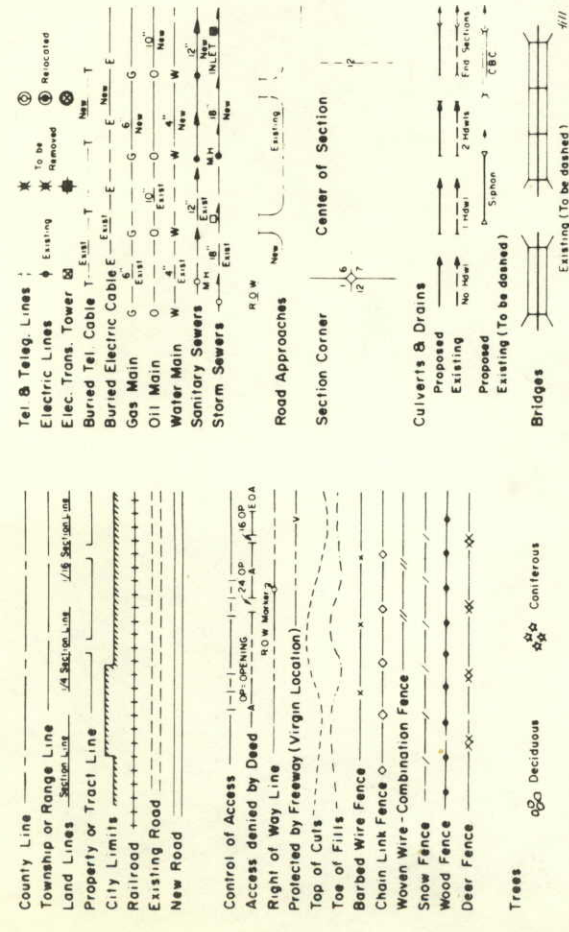 County Line
Township or Range Line
Land Lines Section Line 1/4 Section Line 1/16 Section Line
Property or Tract Line
City Limits
Railroad
Existing Road
New Road
Control of Access
OP=OPENING 24 OP 16 OP
Access denied by Deed A A A EOA
Right of Way Line R.O.W Marker
Protected by Freeway (Virgin Location) v
Top of Cuts
Toe of Fills
Barbed Wire Fence x x x
Chain Link Fence
Woven Wire - Combination Fence
Snow Fence
Wood Fence
Deer Fence
Trees Deciduous Coniferous
Tel. & Teleg. Lines
Electric Lines Existing To be Removed Relocated
Elec. Trans. Tower
Buried Tel. Cable T Exist T T New T
Buried Electric Cable E Exist E E New E
Gas Main 6" Exist G G 6" New G
Oil Main O 10" Exist O O 10" New
Water Main 4" Exist W W 4" New W
Sanitary Sewers 12" Exist 12" New
Storm Sewers MH 18" Exist MH 18" New INLET
ROW
Road Approaches New Existing
Section Corner 1 6 12 7 Center of Section 12
Culverts & Drains
Proposed
Existing No Hdwl 1 Hdwl 2 Hdwls End Sections
Proposed Siphon CBC
Existing (To be dashed)
Bridges
Existing (To be dashed)